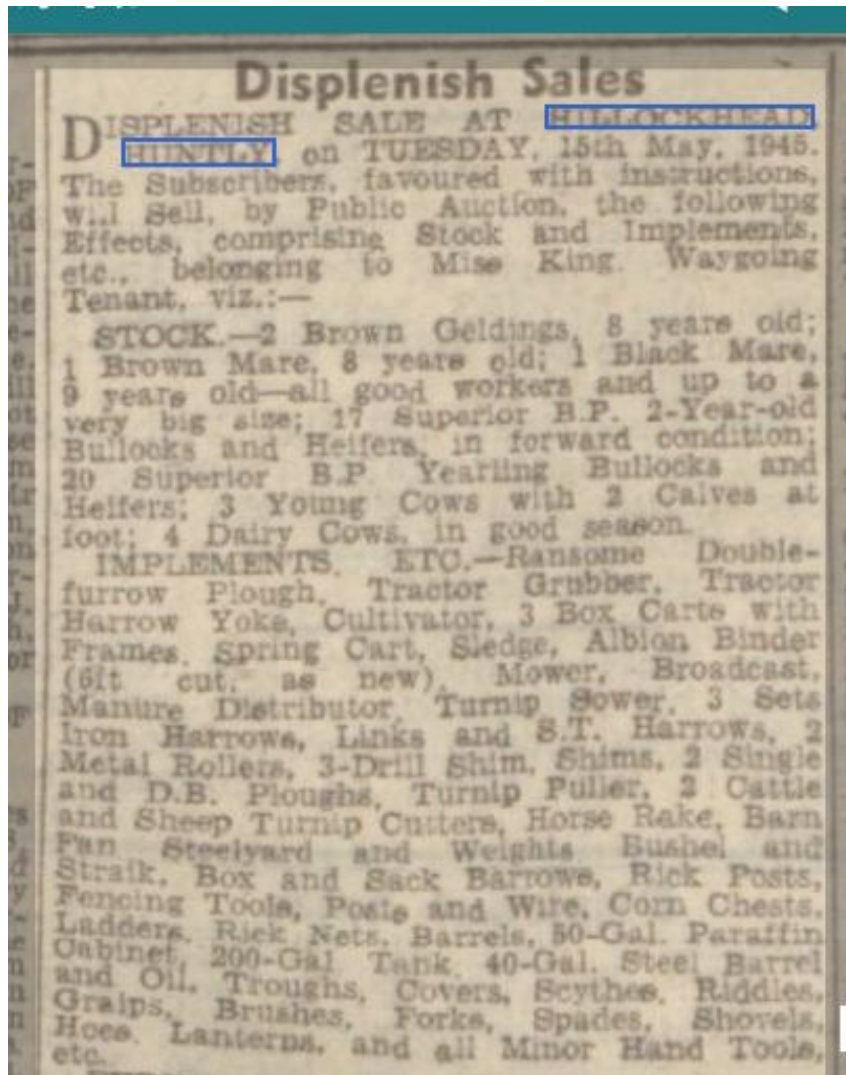 Displenish Sales
DISPLENISH SALE AT HILLOCKHEAD,
HUNTLY, on TUESDAY, 15th May, 1945.
The Subscribers, favoured with instructions,
will Sell, by Public Auction, the following
Effects, comprising Stock and Implements,
etc., belonging to Miss King, Waygoing
Tenant, viz.:—
STOCK.—2 Brown Geldings, 8 years old;
1 Brown Mare, 8 years old; 1 Black Mare,
9 years old—all good workers and up to a
very big size; 17 Superior B.P. 2-Year-old
Bullocks and Heifers, in forward condition;
20 Superior B.P. Yearling Bullocks and
Heifers; 3 Young Cows with 2 Calves at
foot; 4 Dairy Cows, in good season.
IMPLEMENTS, ETC.—Ransome Double-
furrow Plough, Tractor Grubber, Tractor
Harrow Yoke, Cultivator, 3 Box Carts with
Frames, Spring Cart, Sledge, Albion Binder
(6ft cut, as new), Mower, Broadcast,
Manure Distributor, Turnip Sower, 3 Sets
Iron Harrows, Links and S.T. Harrows, 2
Metal Rollers, 3-Drill Shim, Shims, 2 Single
and D.B. Ploughs, Turnip Puller, 2 Cattle
and Sheep Turnip Cutters, Horse Rake, Barn
Fan Steelyard and Weights Bushel and
Straik, Box and Sack Barrows, Rick Posts,
Fencing Tools, Posts and Wire, Corn Chests,
Ladders, Rick Nets, Barrels, 50-Gal. Paraffin
Cabinet, 200-Gal Tank 40-Gal. Steel Barrel
and Oil, Troughs, Covers, Scythes, Riddles,
Graips, Brushes, Forks, Spades, Shovels,
Hoes, Lanterns, and all Minor Hand Tools,
etc.